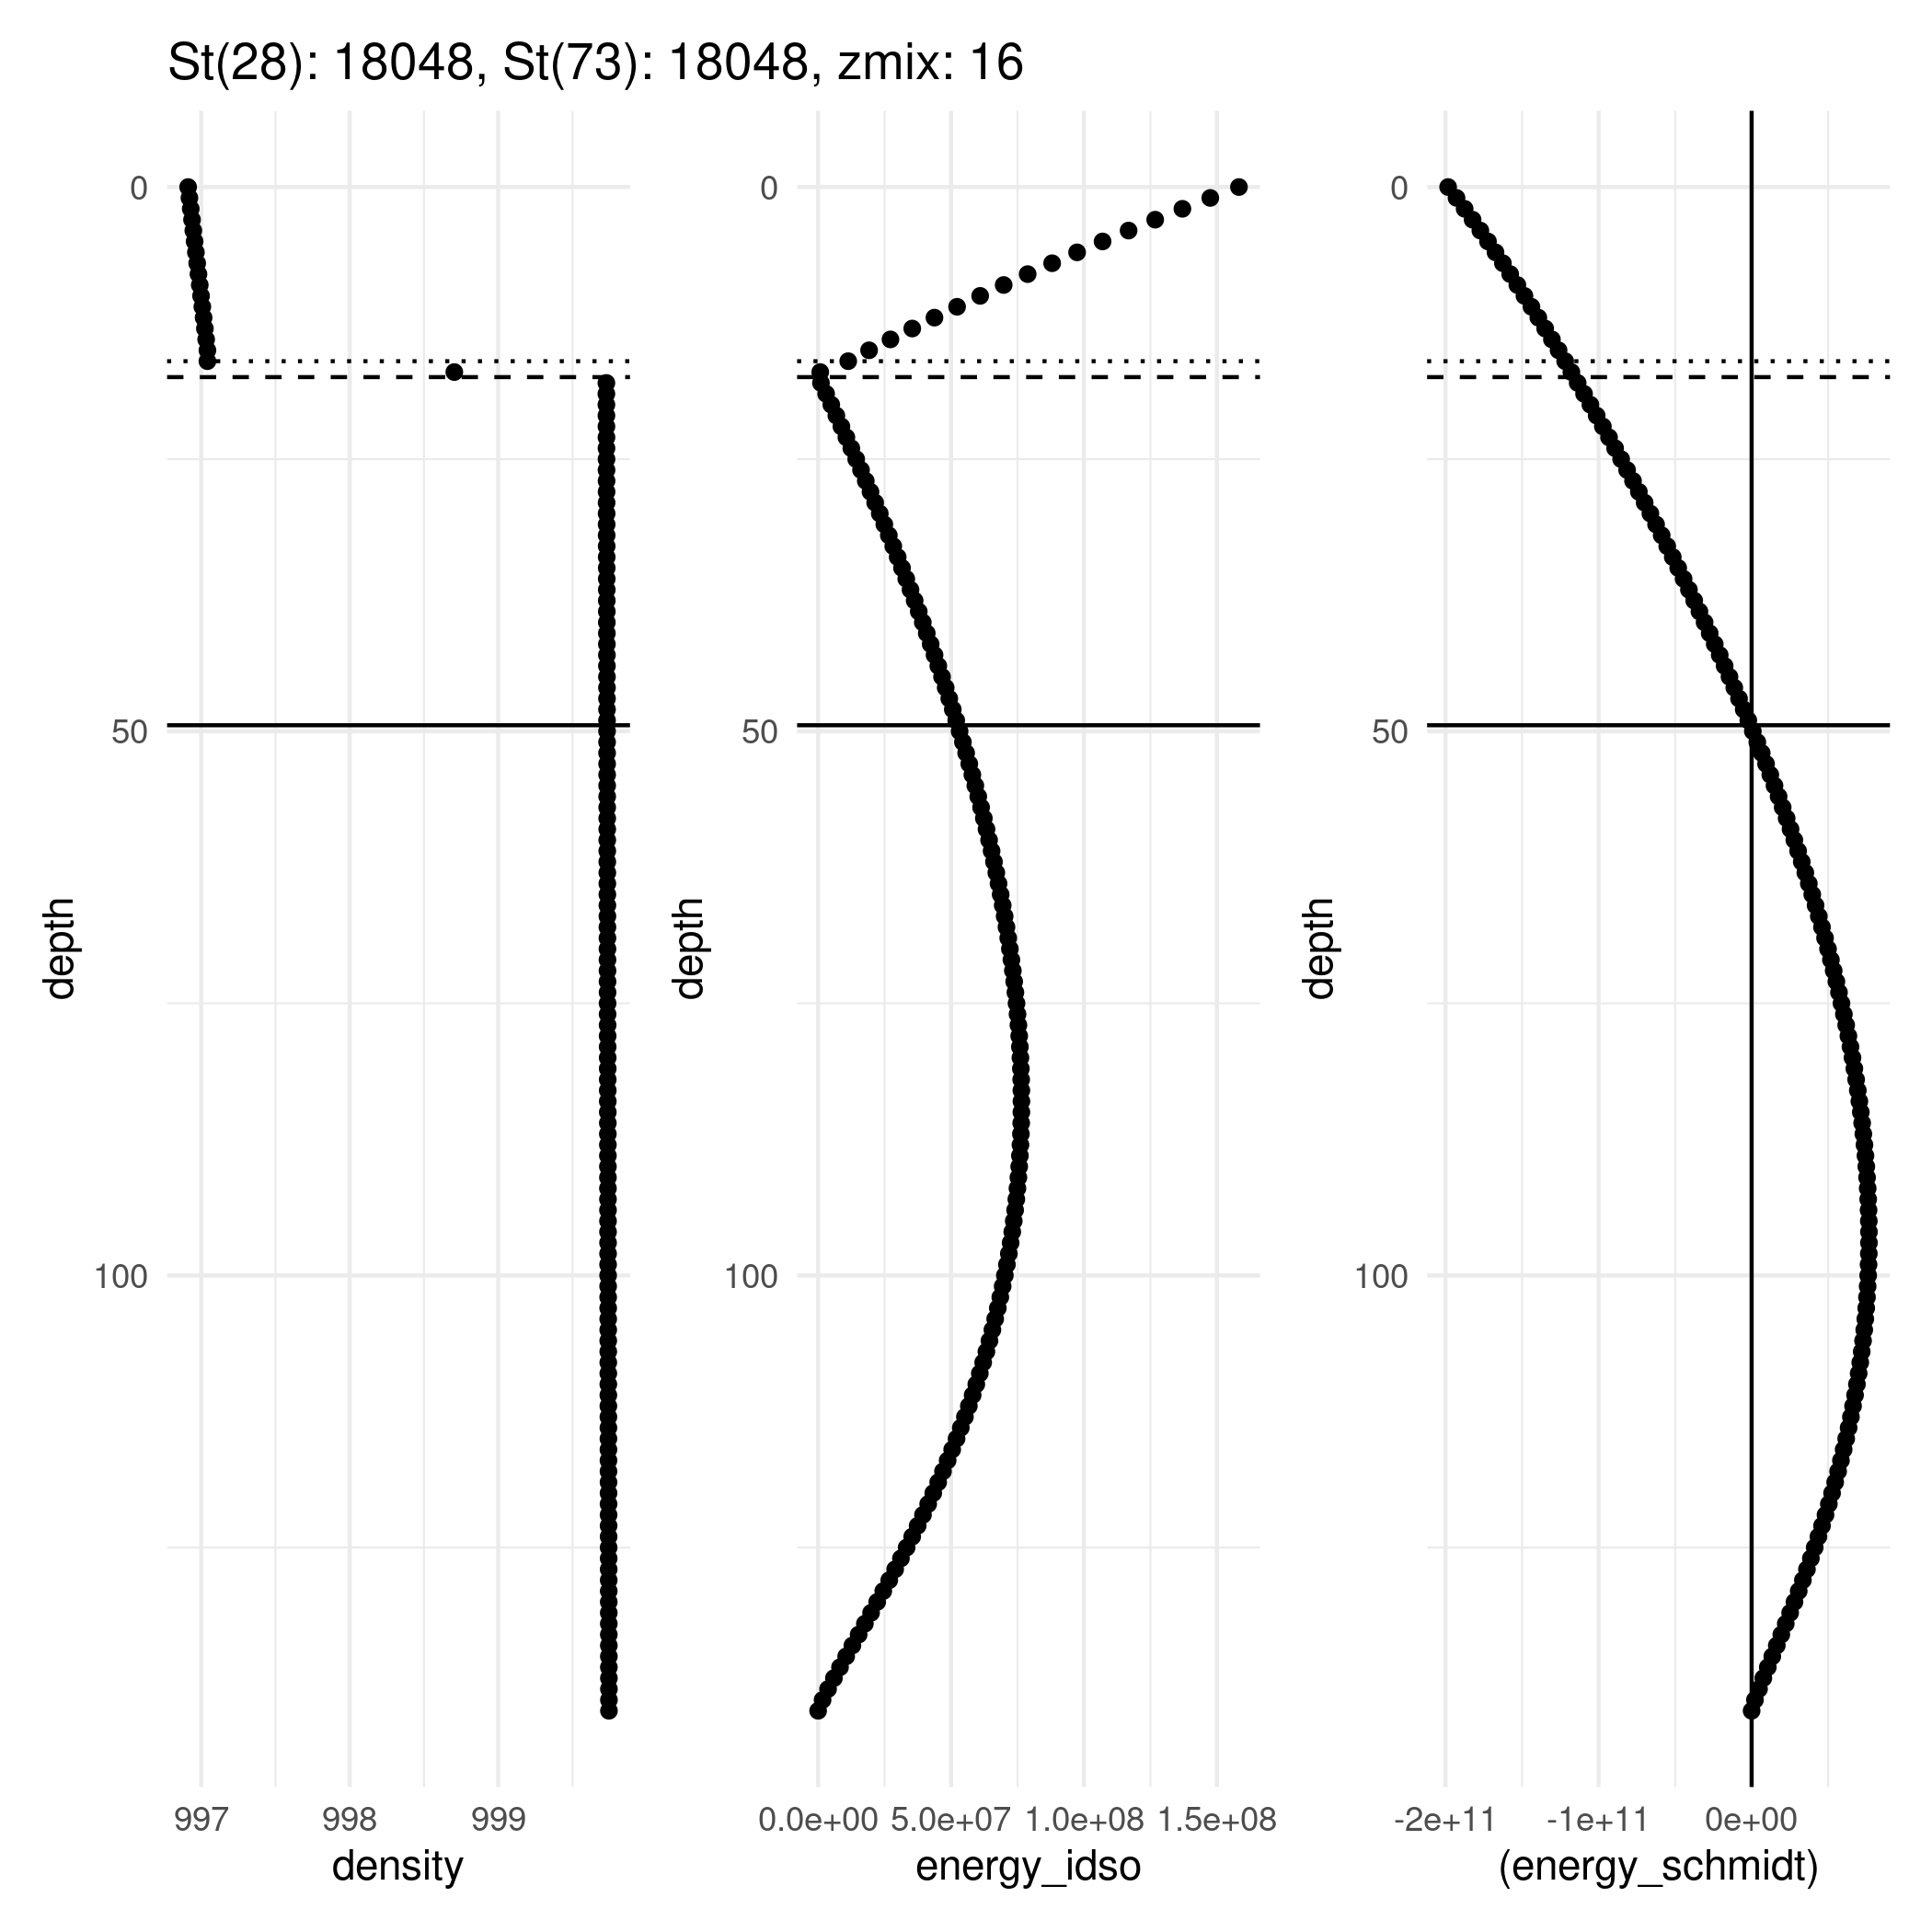 St(28): 18048, St(73): 18048, zmix: 16
0
50
100
depth
997 998 999
density
0
50
100
depth
0.0e+00 5.0e+07 1.0e+08 1.5e+08
energy_idso
0
50
100
depth
-2e+11 -1e+11 0e+00
(energy_schmidt)